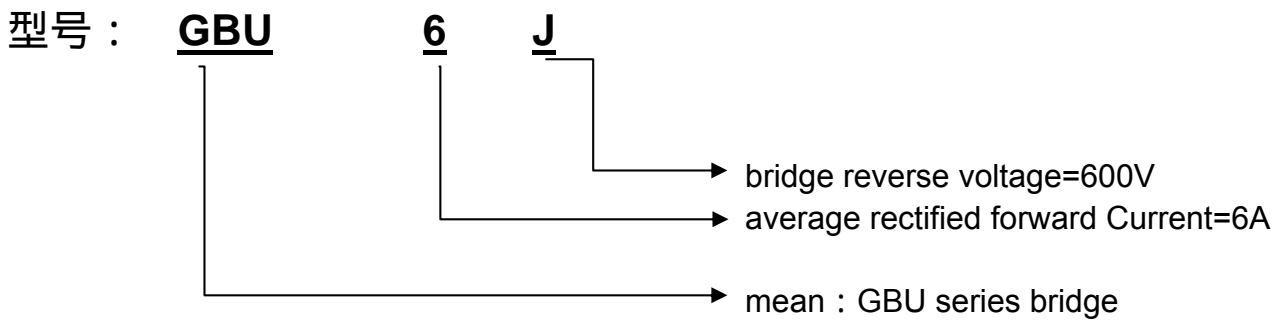 型号： GBU 6 J
bridge reverse voltage=600V
average rectified forward Current=6A
mean：GBU series bridge